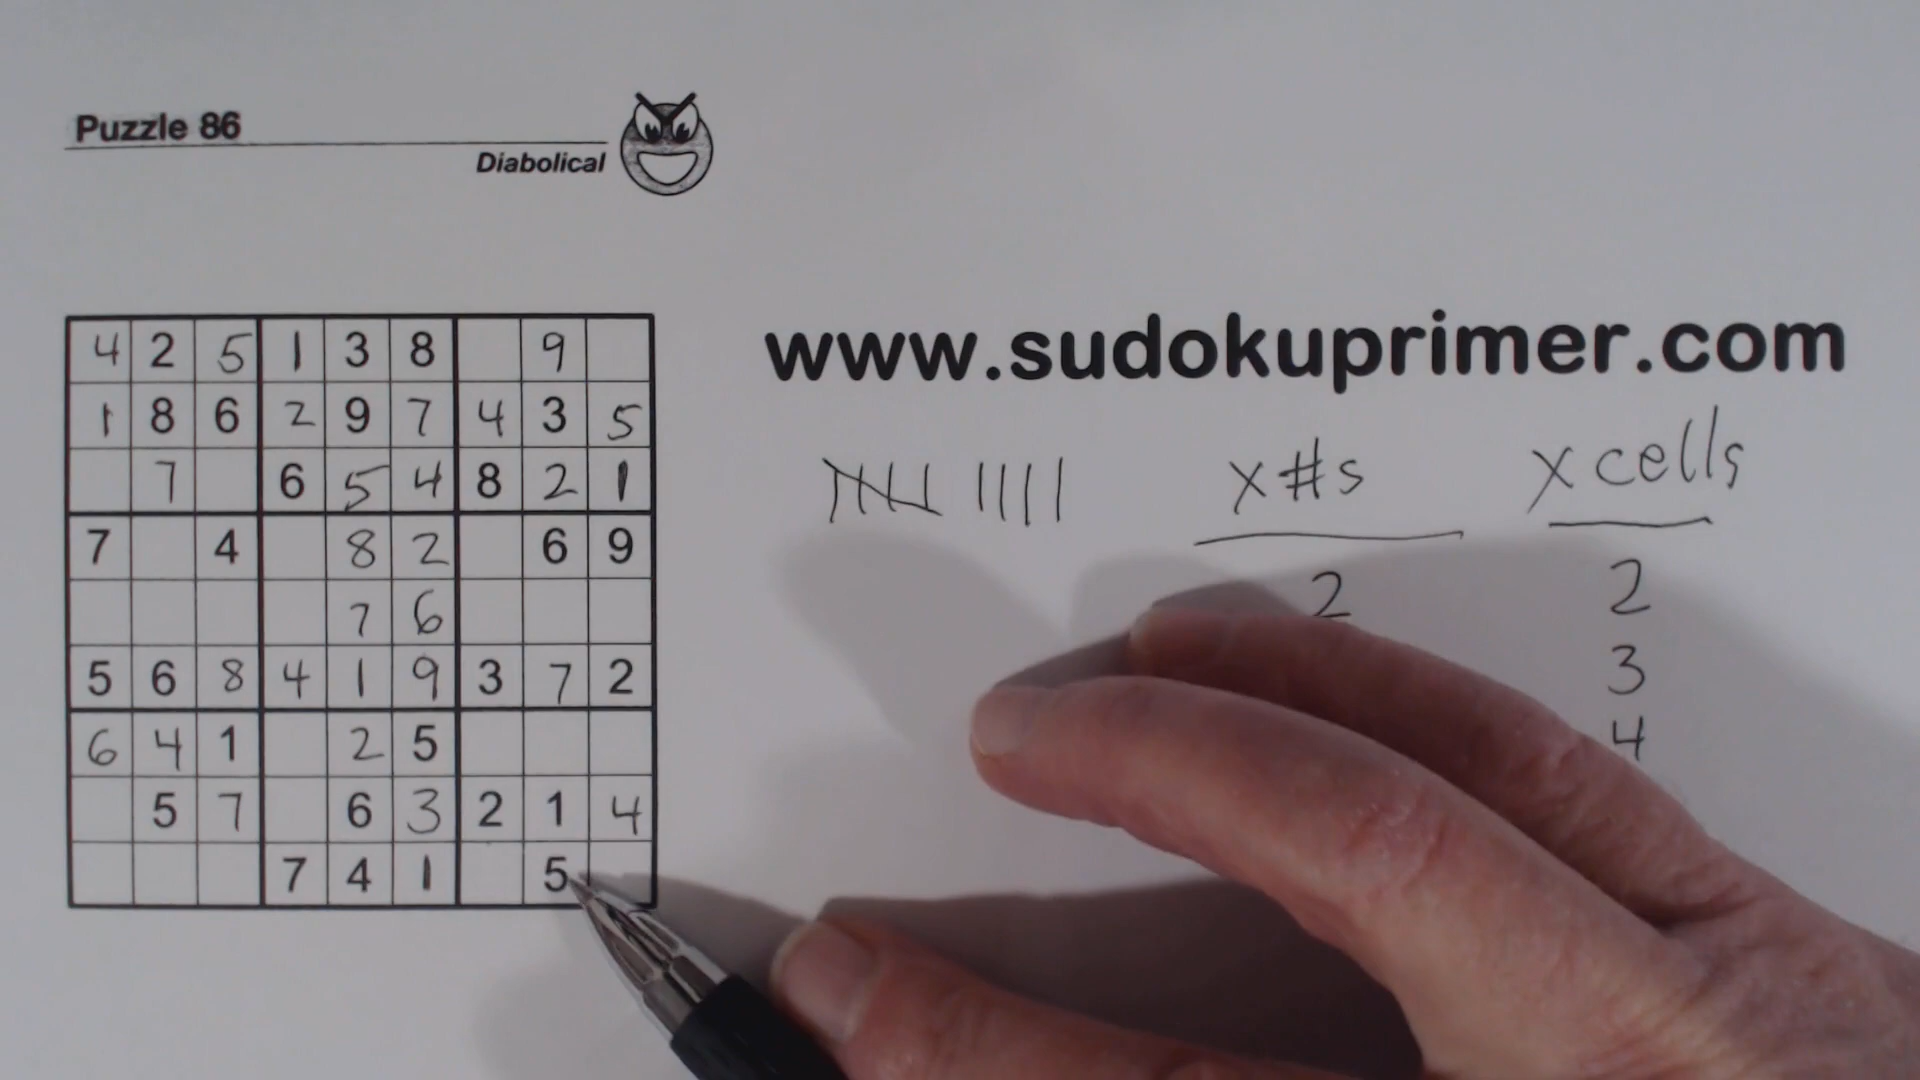 Puzzle 86
Diabolical
www.sudokuprimer.com
x #s x cells
2 2
3
4
4 2 5 1 3 8 9
1 8 6 2 9 7 4 3 5
7 6 5 4 8 2 1
7 4 8 2 6 9
7 6
5 6 8 4 1 9 3 7 2
6 4 1 2 5
5 7 6 3 2 1 4
7 4 1 5